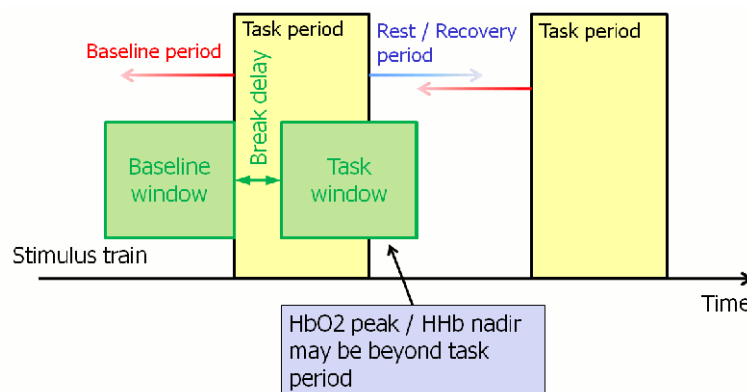 Task period
Rest / Recovery
period
Task period
Baseline period
Break delay
Baseline
window
Task
window
Stimulus train
Time
HbO2 peak / HHb nadir
may be beyond task
period